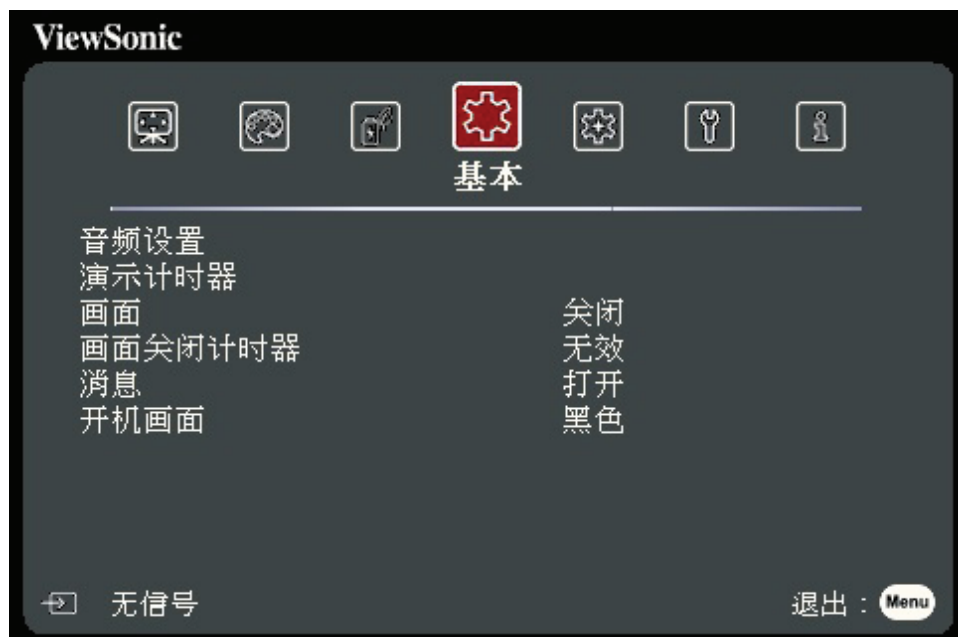 ViewSonic
基本
音频设置
演示计时器
画面 关闭
画面关闭计时器 无效
消息 打开
开机画面 黑色
无信号 退出：Menu